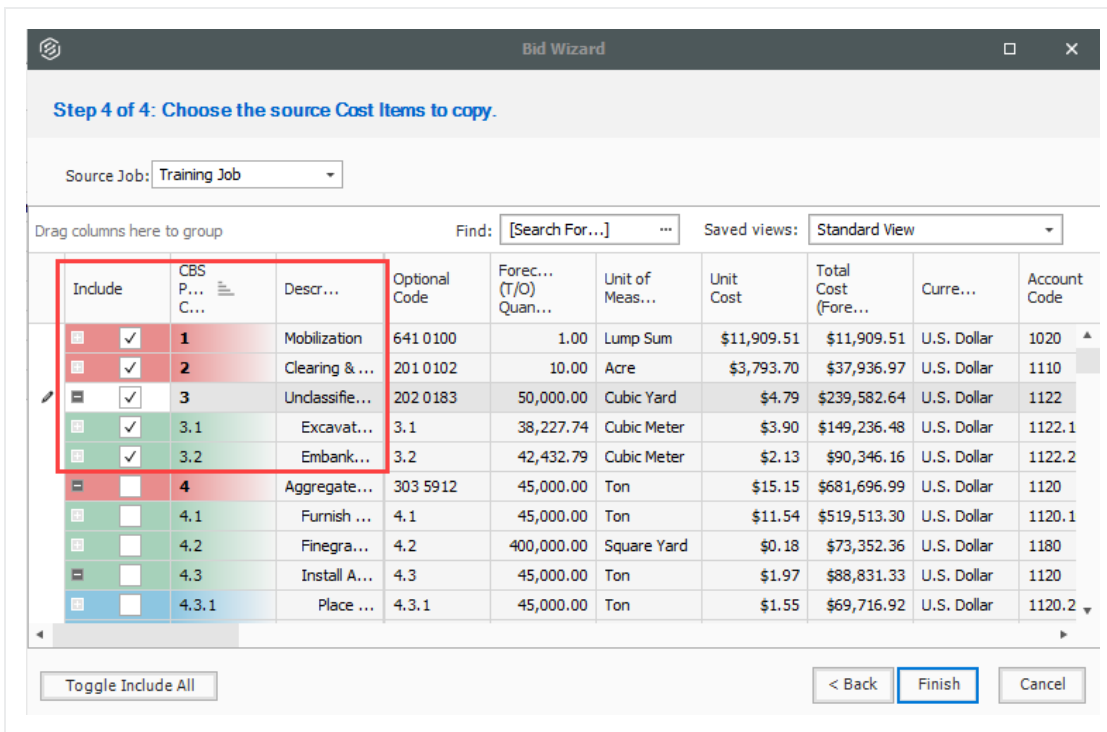 Bid Wizard
Step 4 of 4: Choose the source Cost Items to copy.
Source Job: Training Job
Drag columns here to group Find: [Search For...] ... Saved views: Standard View
Include CBS P... C... Descr... Optional Code Forec... (T/O) Quan... Unit of Meas... Unit Cost Total Cost (Fore... Curre... Account Code
1 Mobilization 641 0100 1.00 Lump Sum $11,909.51 $11,909.51 U.S. Dollar 1020
2 Clearing & ... 201 0102 10.00 Acre $3,793.70 $37,936.97 U.S. Dollar 1110
3 Unclassifie... 202 0183 50,000.00 Cubic Yard $4.79 $239,582.64 U.S. Dollar 1122
3.1 Excavat... 3.1 38,227.74 Cubic Meter $3.90 $149,236.48 U.S. Dollar 1122.1
3.2 Embank... 3.2 42,432.79 Cubic Meter $2.13 $90,346.16 U.S. Dollar 1122.2
4 Aggregate... 303 5912 45,000.00 Ton $15.15 $681,696.99 U.S. Dollar 1120
4.1 Furnish ... 4.1 45,000.00 Ton $11.54 $519,513.30 U.S. Dollar 1120.1
4.2 Finegra... 4.2 400,000.00 Square Yard $0.18 $73,352.36 U.S. Dollar 1180
4.3 Install A... 4.3 45,000.00 Ton $1.97 $88,831.33 U.S. Dollar 1120
4.3.1 Place ... 4.3.1 45,000.00 Ton $1.55 $69,716.92 U.S. Dollar 1120.2
Toggle Include All < Back Finish Cancel